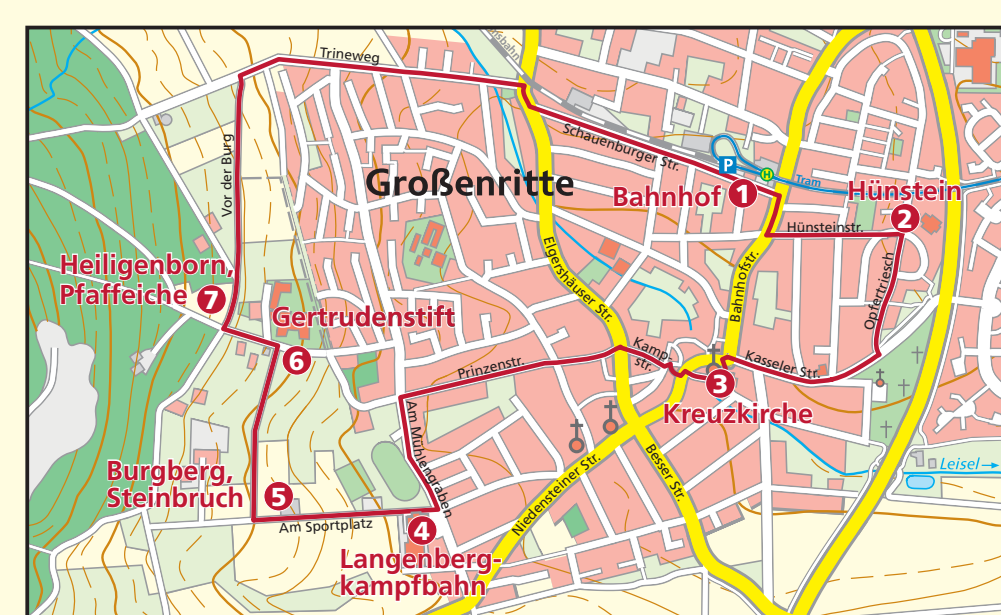 Trineweg
Schauenburger Str.
P
H
Tram
Vor der Burg
Großenritte
Bahnhof 1
Hünstein
2
Hünsteinstr.
Elgershäuser Str.
Bahnhofstr.
Opfertriesch
Heiligenborn,
Pfaffeiche 7
Gertrudenstift
6
Kamp-
str.
Prinzenstr.
Kasseler Str.
3
Kreuzkirche
Am Mühlengraben
Burgberg,
Steinbruch 5
Am Sportplatz
4
Langenberg-
kampfbahn
Niedensteiner Str.
Besser Str.
Leisel